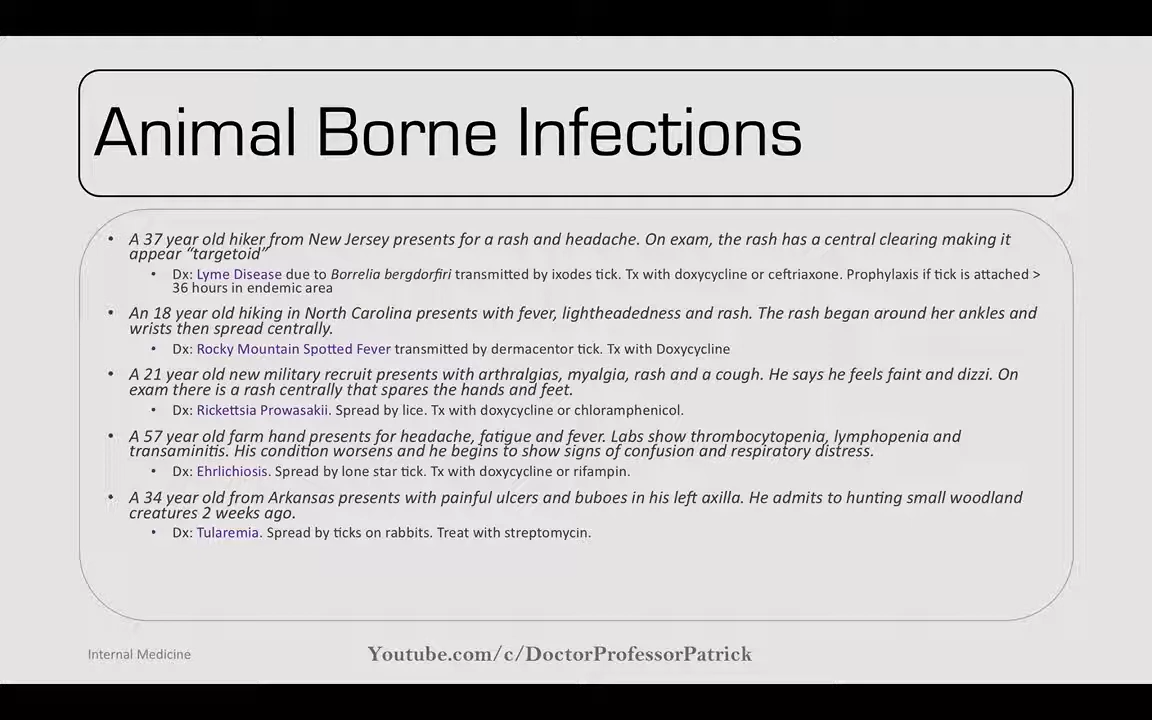 Animal Borne Infections
• A 37 year old hiker from New Jersey presents for a rash and headache. On exam, the rash has a central clearing making it
appear “targetoid”
• Dx: Lyme Disease due to Borrelia bergdorfiri transmitted by ixodes tick. Tx with doxycycline or ceftriaxone. Prophylaxis if tick is attached >
36 hours in endemic area
• An 18 year old hiking in North Carolina presents with fever, lightheadedness and rash. The rash began around her ankles and
wrists then spread centrally.
• Dx: Rocky Mountain Spotted Fever transmitted by dermacentor tick. Tx with Doxycycline
• A 21 year old new military recruit presents with arthralgias, myalgia, rash and a cough. He says he feels faint and dizzi. On
exam there is a rash centrally that spares the hands and feet.
• Dx: Rickettsia Prowasakii. Spread by lice. Tx with doxycycline or chloramphenicol.
• A 57 year old farm hand presents for headache, fatigue and fever. Labs show thrombocytopenia, lymphopenia and
transaminitis. His condition worsens and he begins to show signs of confusion and respiratory distress.
• Dx: Ehrlichiosis. Spread by lone star tick. Tx with doxycycline or rifampin.
• A 34 year old from Arkansas presents with painful ulcers and buboes in his left axilla. He admits to hunting small woodland
creatures 2 weeks ago.
• Dx: Tularemia. Spread by ticks on rabbits. Treat with streptomycin.
Internal Medicine
Youtube.com/c/DoctorProfessorPatrick